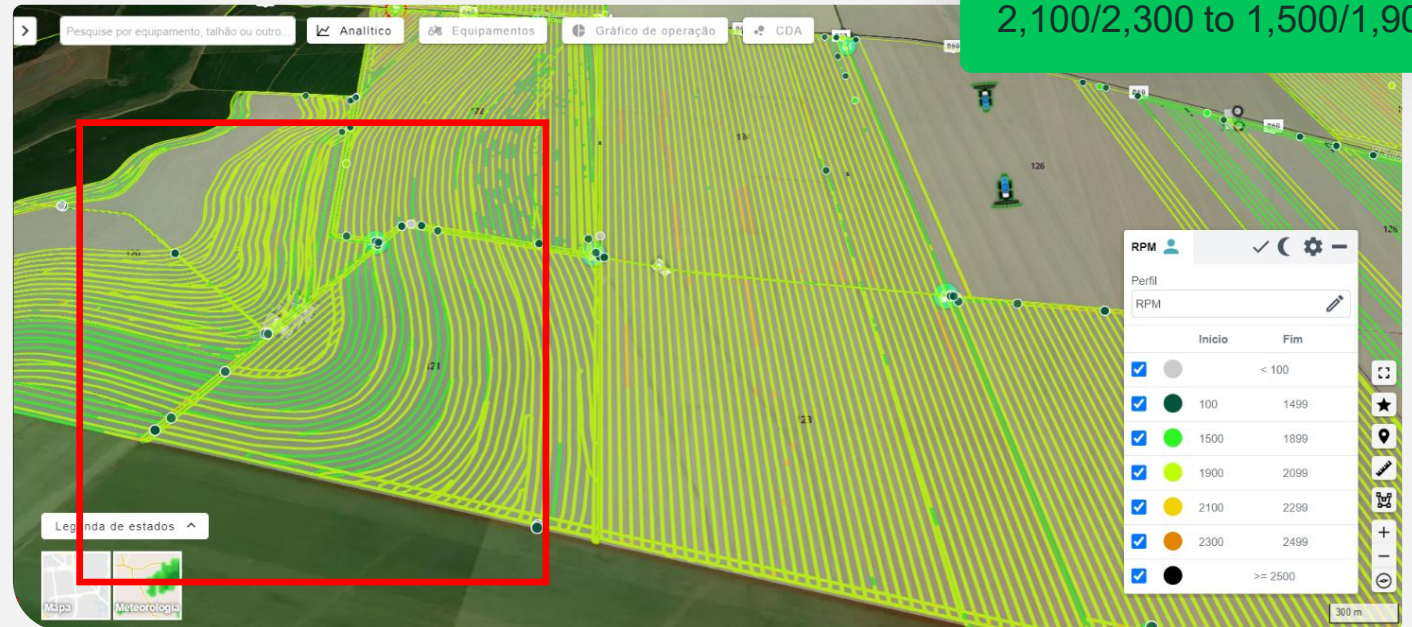 2,100/2,300 to 1,500/1,90
Pesquise por equipamento, talhão ou outro...
Analítico
Equipamentos
Gráfico de operação
CDA
126
126
121
123
RPM
Perfil
RPM
Início Fim
< 100
100 1499
1500 1899
1900 2099
2100 2299
2300 2499
>= 2500
Legenda de estados
Mapa
Meteorologia
300 m